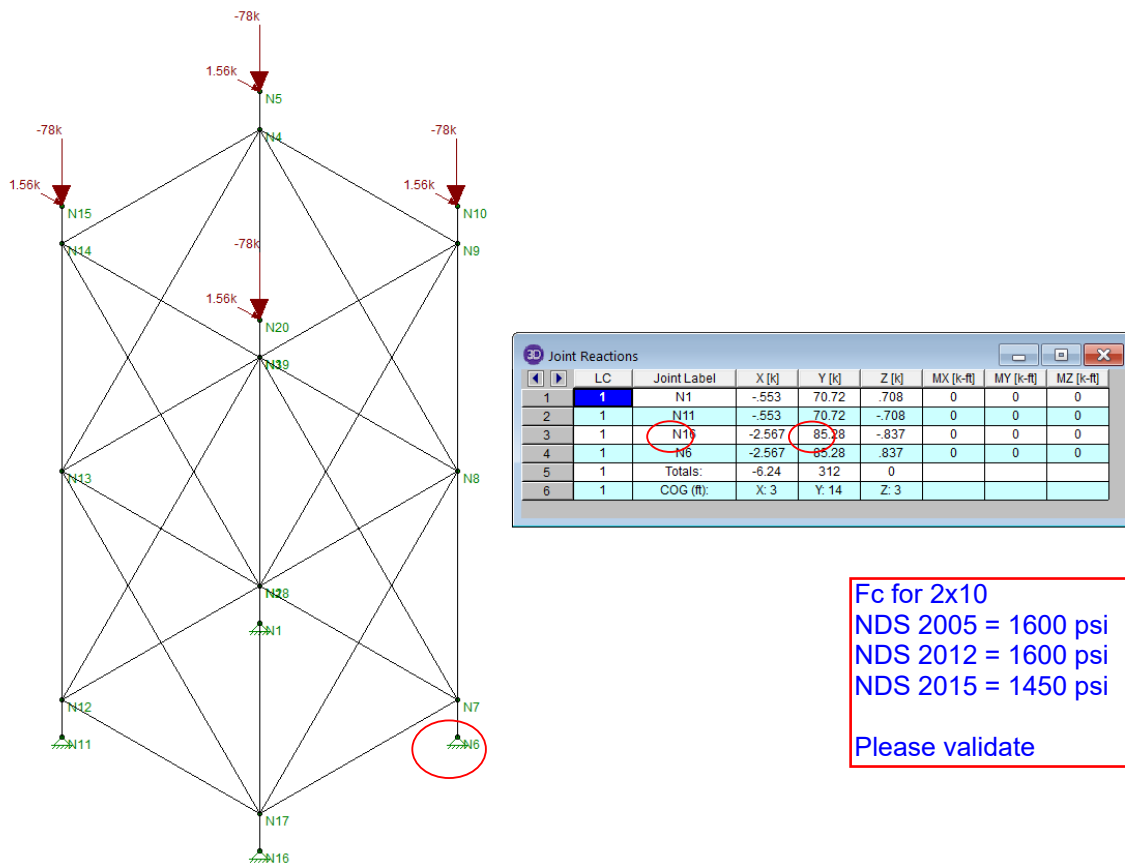 -78k
1.56k
N5
-78k
N4
-78k
1.56k
1.56k
N15
N10
-78k
N14
N9
1.56k
N20
N13
N8
N1
N12
N7
N11
N6
N17
N16
3D Joint Reactions
LC Joint Label X [k] Y [k] Z [k] MX [k-ft] MY [k-ft] MZ [k-ft]
1 1 N1 -.553 70.72 .708 0 0 0
2 1 N11 -.553 70.72 -.708 0 0 0
3 1 N16 -2.567 85.28 -.837 0 0 0
4 1 N6 -2.567 85.28 .837 0 0 0
5 1 Totals: -6.24 312 0
6 1 COG (ft): X: 3 Y: 14 Z: 3
Fc for 2x10
NDS 2005 = 1600 psi
NDS 2012 = 1600 psi
NDS 2015 = 1450 psi
Please validate